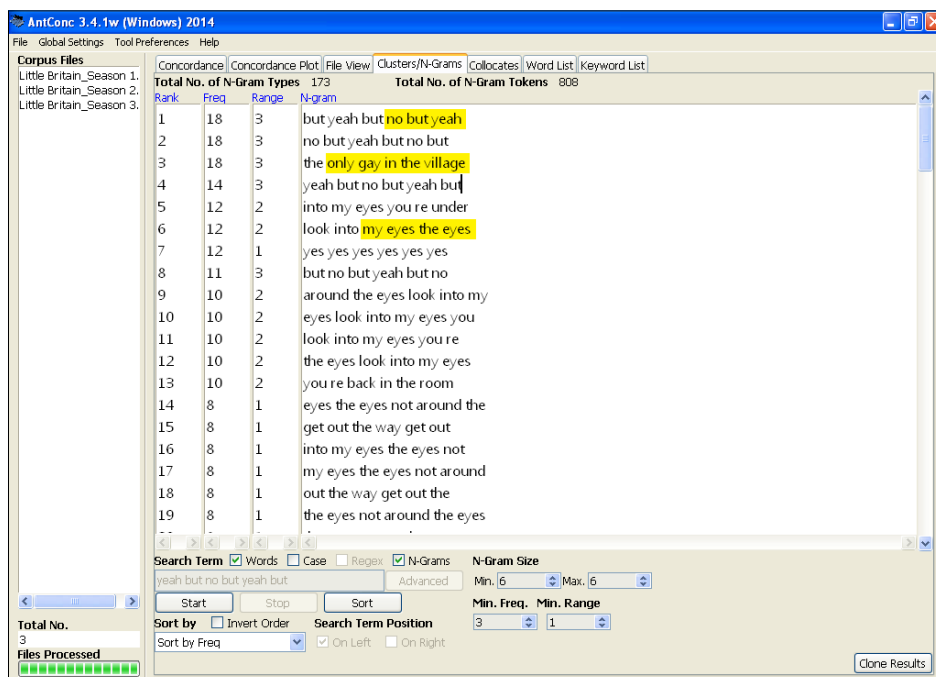 AntConc 3.4.1w (Windows) 2014
File Global Settings Tool Preferences Help
Corpus Files
Little Britain_Season 1.
Little Britain_Season 2.
Little Britain_Season 3.
Concordance Concordance Plot File View Clusters/N-Grams Collocates Word List Keyword List
Total No. of N-Gram Types 173 Total No. of N-Gram Tokens 808
Rank Freq Range N-gram
1 18 3 but yeah but no but yeah
2 18 3 no but yeah but no but
3 18 3 the only gay in the village
4 14 3 yeah but no but yeah but
5 12 2 into my eyes you re under
6 12 2 look into my eyes the eyes
7 12 1 yes yes yes yes yes yes
8 11 3 but no but yeah but no
9 10 2 around the eyes look into my
10 10 2 eyes look into my eyes you
11 10 2 look into my eyes you re
12 10 2 the eyes look into my eyes
13 10 2 you re back in the room
14 8 1 eyes the eyes not around the
15 8 1 get out the way get out
16 8 1 into my eyes the eyes not
17 8 1 my eyes the eyes not around
18 8 1 out the way get out the
19 8 1 the eyes not around the eyes
Search Term Words Case Regex N-Grams N-Gram Size
yeah but no but yeah but Advanced Min. 6 Max. 6
Start Stop Sort Min. Freq. Min. Range
Sort by Invert Order Search Term Position 3 1
Sort by Freq On Left On Right
Total No.
3
Files Processed
Clone Results